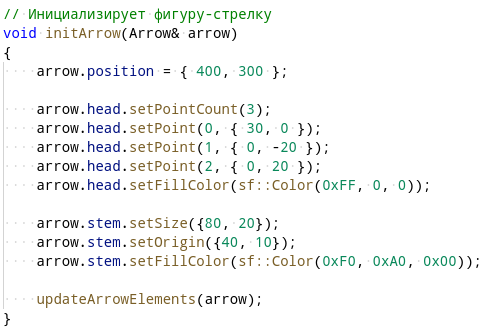 // Инициализирует фигуру-стрелку
void initArrow(Arrow& arrow)
{
    arrow.position = { 400, 300 };

    arrow.head.setPointCount(3);
    arrow.head.setPoint(0, { 30, 0 });
    arrow.head.setPoint(1, { 0, -20 });
    arrow.head.setPoint(2, { 0, 20 });
    arrow.head.setFillColor(sf::Color(0xFF, 0, 0));

    arrow.stem.setSize({80, 20});
    arrow.stem.setOrigin({40, 10});
    arrow.stem.setFillColor(sf::Color(0xF0, 0xA0, 0x00));

    updateArrowElements(arrow);
}